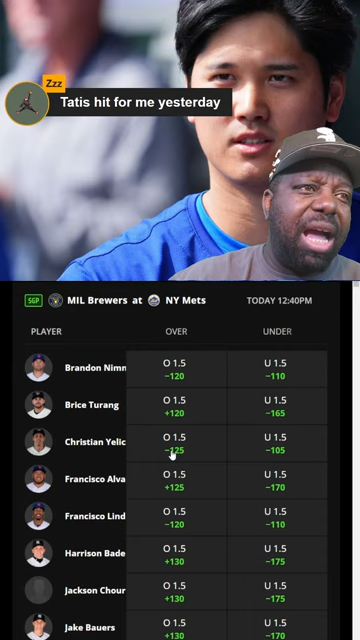 Zzz
Tatis hit for me yesterday
SGP MIL Brewers at NY Mets TODAY 12:40PM
PLAYER OVER UNDER
Brandon Nimm O 1.5 U 1.5
−120 −110
Brice Turang O 1.5 U 1.5
+120 −165
Christian Yelic O 1.5 U 1.5
−125 −105
Francisco Alva O 1.5 U 1.5
+125 −170
Francisco Lind O 1.5 U 1.5
−120 −110
Harrison Bade O 1.5 U 1.5
+130 −175
Jackson Chour O 1.5 U 1.5
+130 −175
Jake Bauers O 1.5 U 1.5
+130 −170